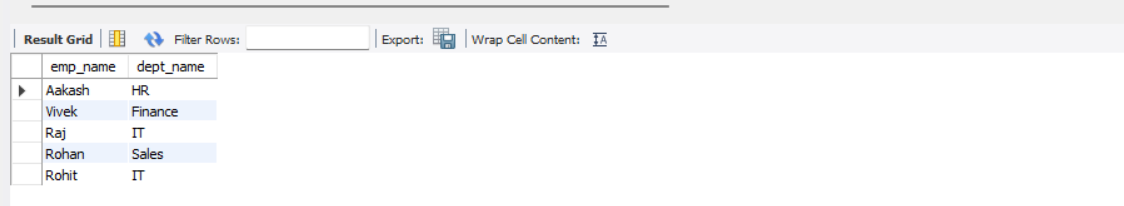 Result Grid Filter Rows: Export: Wrap Cell Content: IA
emp_name dept_name
Aakash HR
Vivek Finance
Raj IT
Rohan Sales
Rohit IT